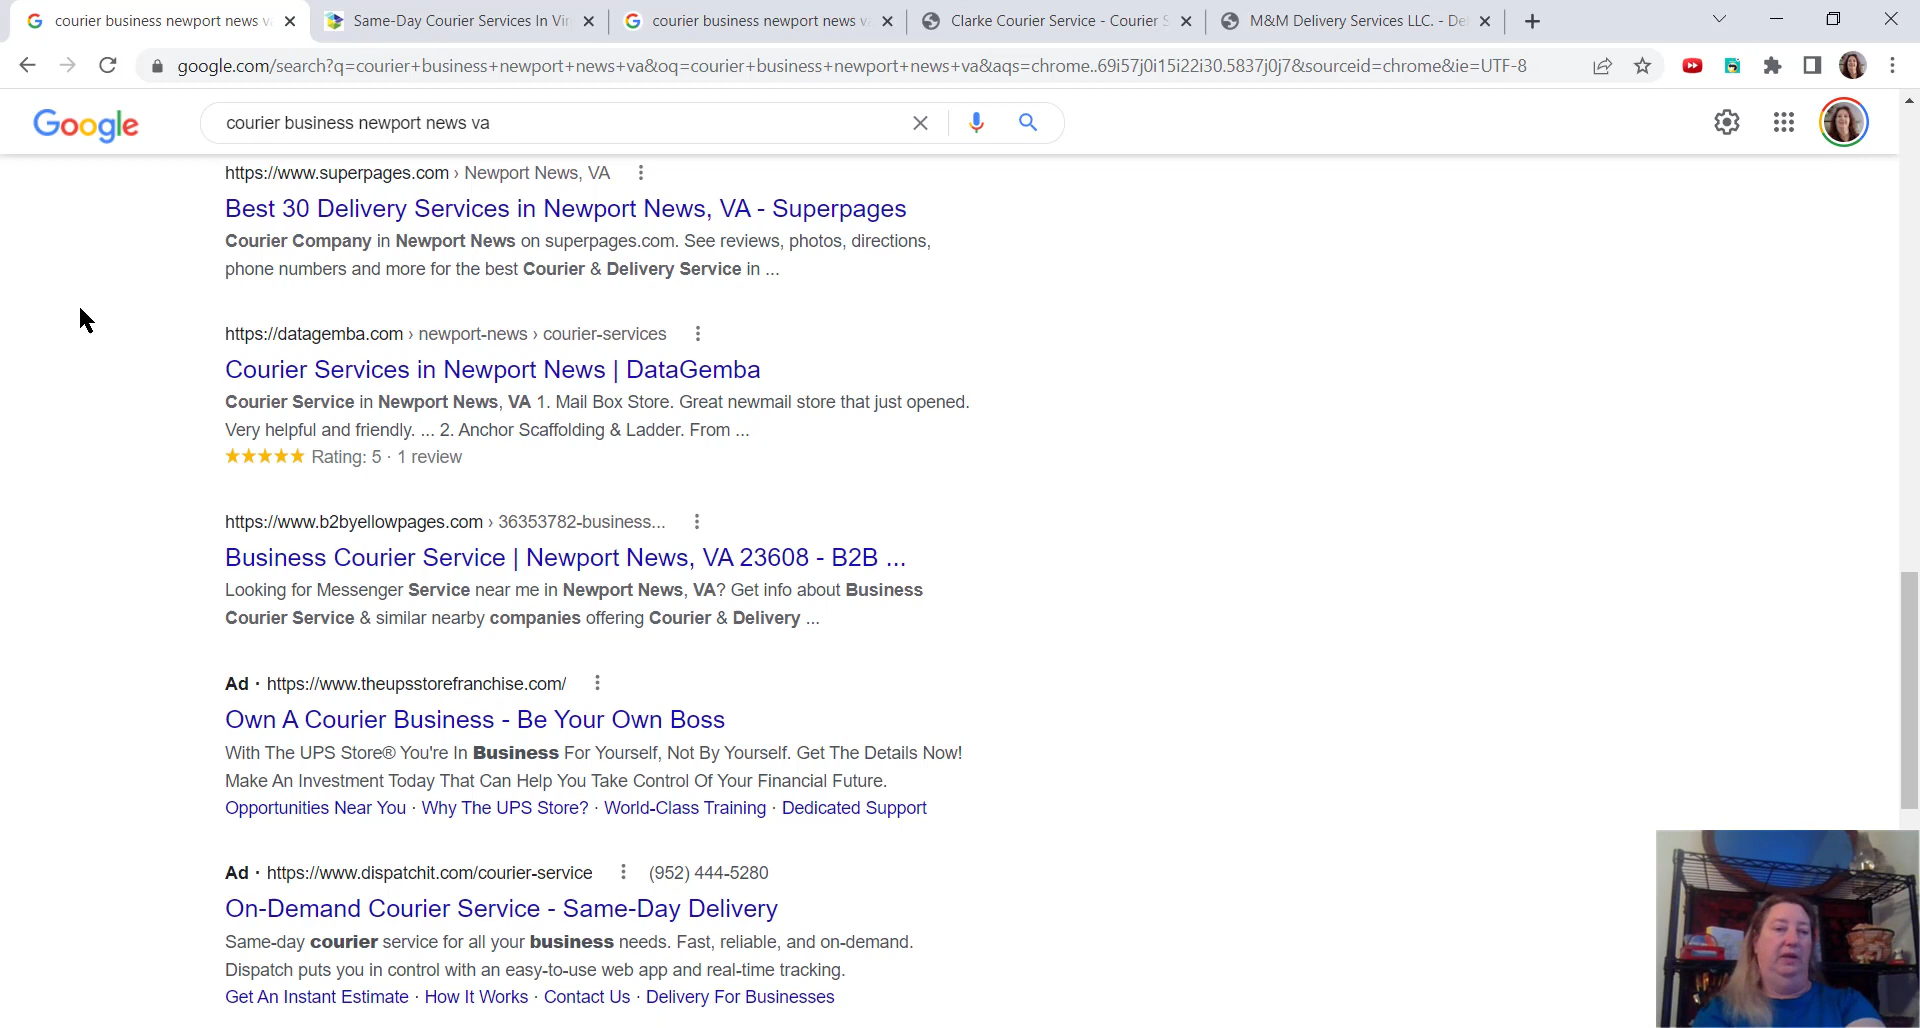 courier business newport news va
Same-Day Courier Services In Vir
courier business newport news v
Clarke Courier Service - Courier S
M&M Delivery Services LLC. - De
google.com/search?q=courier+business+newport+news+va&oq=courier+business+newport+news+va&aqs=chrome..69i57j0i15i22i30.5837j0j7&sourceid=chrome&ie=UTF-8
Google
courier business newport news va
https://www.superpages.com › Newport News, VA
Best 30 Delivery Services in Newport News, VA - Superpages
Courier Company in Newport News on superpages.com. See reviews, photos, directions,
phone numbers and more for the best Courier & Delivery Service in ...
https://datagemba.com › newport-news › courier-services
Courier Services in Newport News | DataGemba
Courier Service in Newport News, VA 1. Mail Box Store. Great newmail store that just opened.
Very helpful and friendly. ... 2. Anchor Scaffolding & Ladder. From ...
Rating: 5 · 1 review
https://www.b2byellowpages.com › 36353782-business...
Business Courier Service | Newport News, VA 23608 - B2B ...
Looking for Messenger Service near me in Newport News, VA? Get info about Business
Courier Service & similar nearby companies offering Courier & Delivery ...
Ad · https://www.theupsstorefranchise.com/
Own A Courier Business - Be Your Own Boss
With The UPS Store® You're In Business For Yourself, Not By Yourself. Get The Details Now!
Make An Investment Today That Can Help You Take Control Of Your Financial Future.
Opportunities Near You · Why The UPS Store? · World-Class Training · Dedicated Support
Ad · https://www.dispatchit.com/courier-service (952) 444-5280
On-Demand Courier Service - Same-Day Delivery
Same-day courier service for all your business needs. Fast, reliable, and on-demand.
Dispatch puts you in control with an easy-to-use web app and real-time tracking.
Get An Instant Estimate · How It Works · Contact Us · Delivery For Businesses